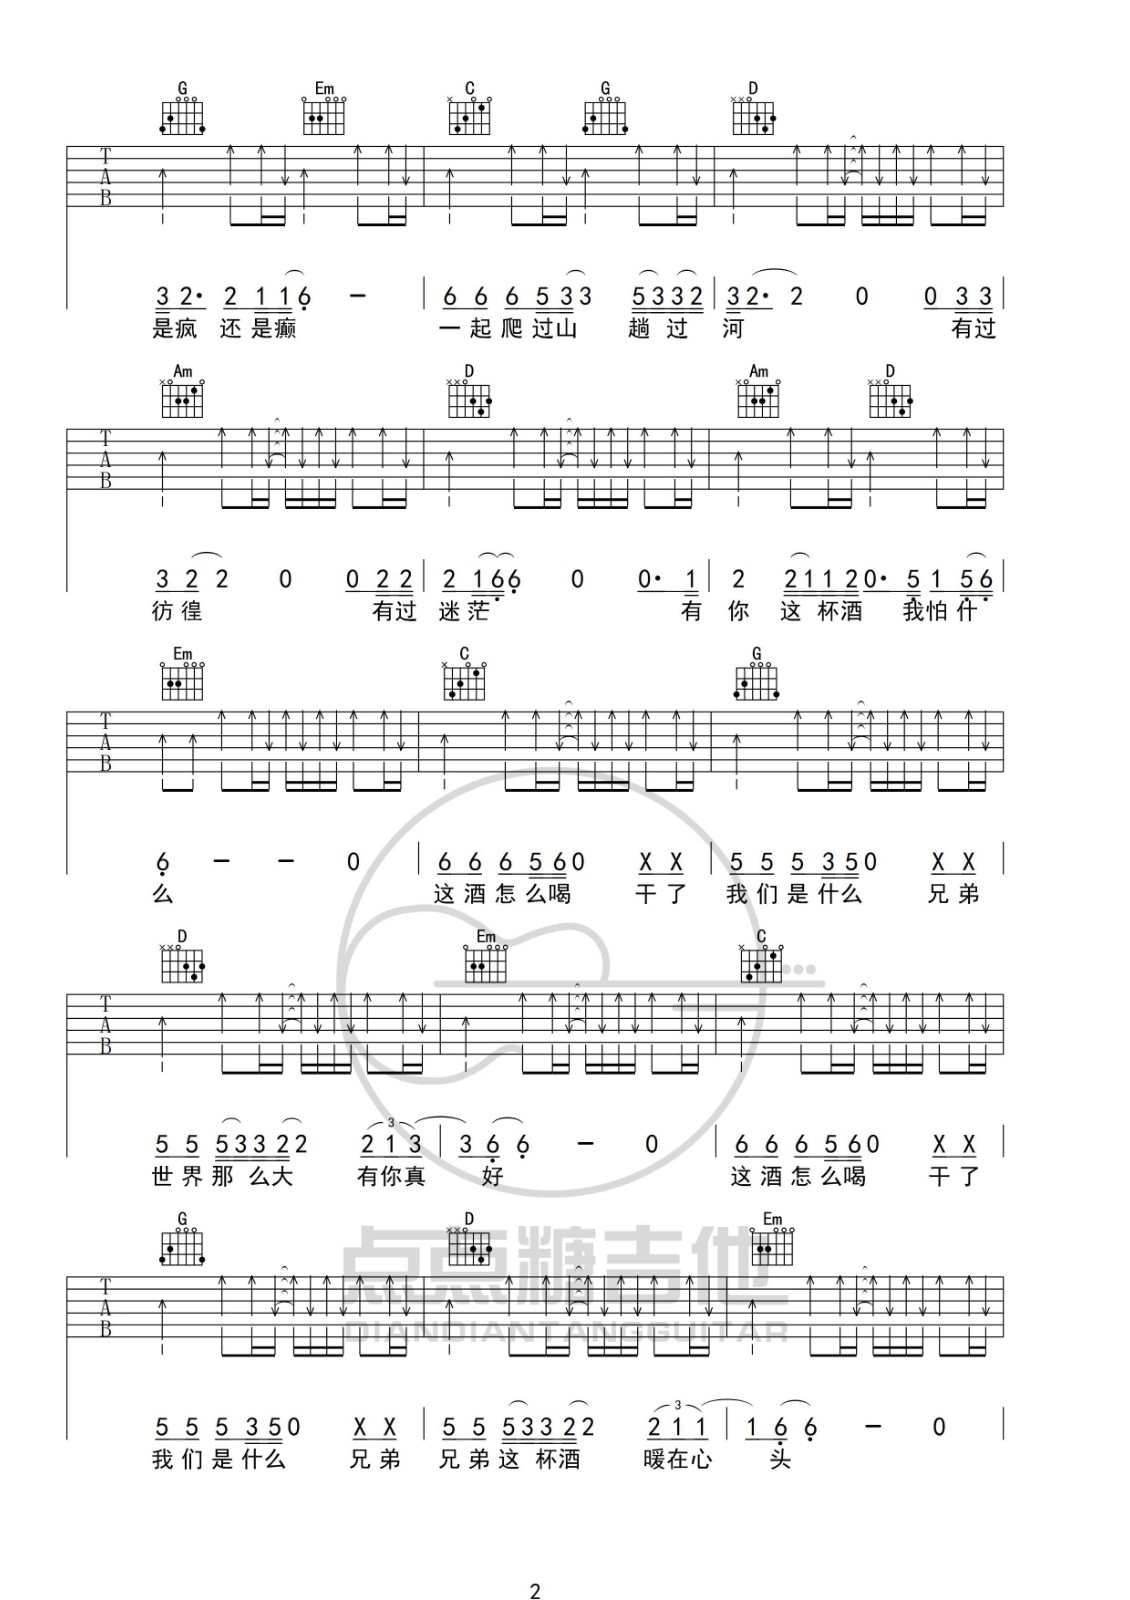 G Em C G D
T A B
3 2· 2 1 1 6 － 6 6 6 5 3 3 5 3 3 2 3 2· 2 0 0 3 3
是疯 还是癫 一起爬过山 趟过 河 有过
Am D Am D
T A B
3 2 2 0 0 2 2 2 1 6 6 0 0· 1 2 2 1 1 2 0· 5 1 5 6
彷徨 有过 迷茫 有 你 这杯酒 我怕什
Em C G
T A B
6 － － 0 6 6 6 5 6 0 X X 5 5 5 3 5 0 X X
么 这酒怎么喝 干了 我们是什么 兄弟
D Em C
T A B
5 5 5 3 3 2 2 3 2 1 3 3 6 6 － 0 6 6 6 5 6 0 X X
世界那么大 有你真 好 这酒怎么喝 干了
点点糖吉他
G D Em
T A B
DIANDIANTANGGUITAR
5 5 5 3 5 0 X X 5 5 5 3 3 2 2 3 2 1 1 1 6 6 － 0
我们是什么 兄弟 兄弟这杯酒 暖在心 头
2